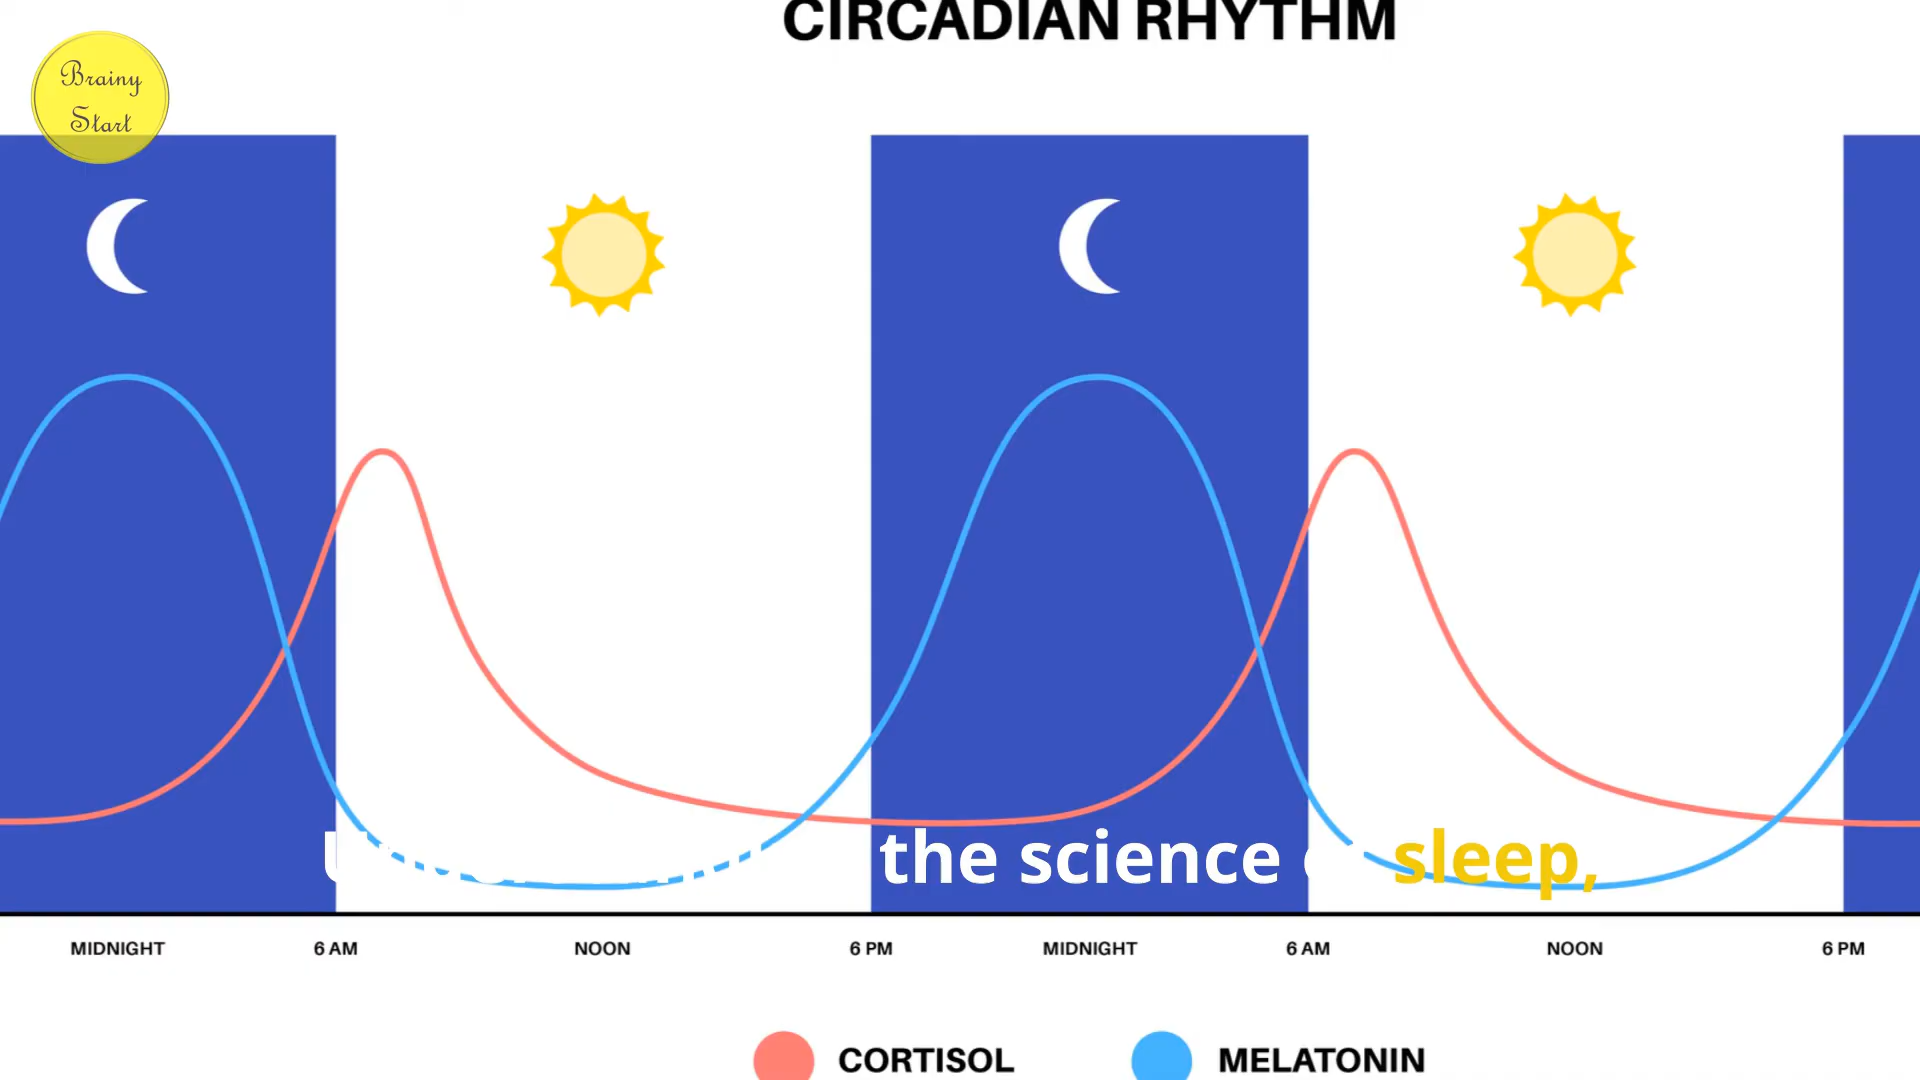 CIRCADIAN RHYTHM
Brainy
Start
the science sleep,
MIDNIGHT 6 AM NOON 6 PM MIDNIGHT 6 AM NOON 6 PM
CORTISOL MELATONIN